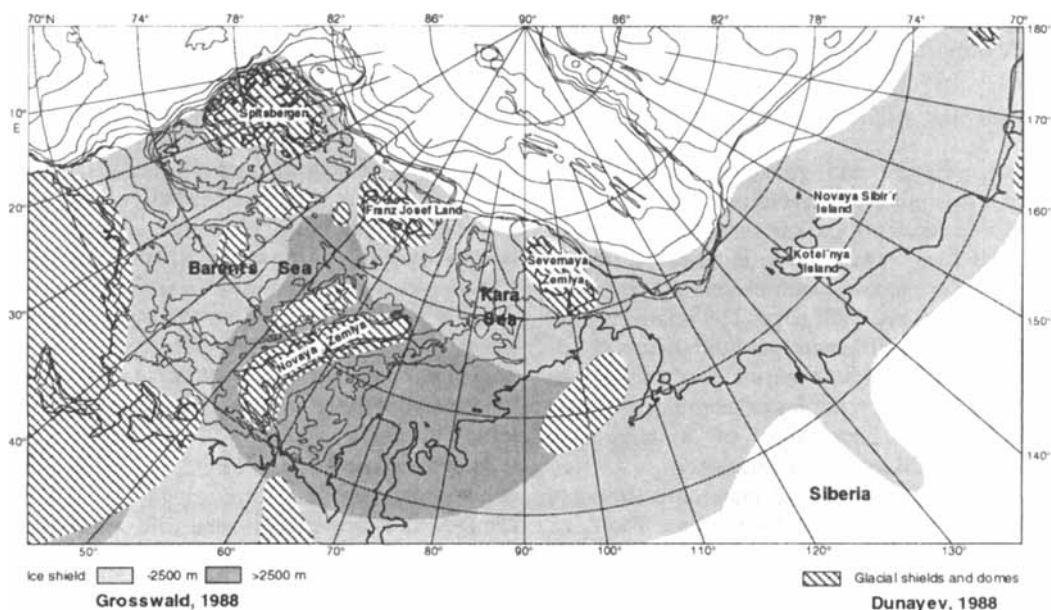 70°N 74° 78° 82° 86° 90° 86° 82° 78° 74° 70°
180°
10°
E
Spitsbergen
170°
20°
Franz Josef Land
Novaya Sibir'r
Island
160°
Barents Sea
Severnaya
Zemlya
Kotel'nya
Island
Kara
Sea
30°
150°
Novaya Zemlya
40°
140°
Siberia
50° 60° 70° 80° 90° 100° 110° 120° 130°
Ice shield -2500 m >2500 m Glacial shields and domes
Grosswald, 1988 Dunayev, 1988